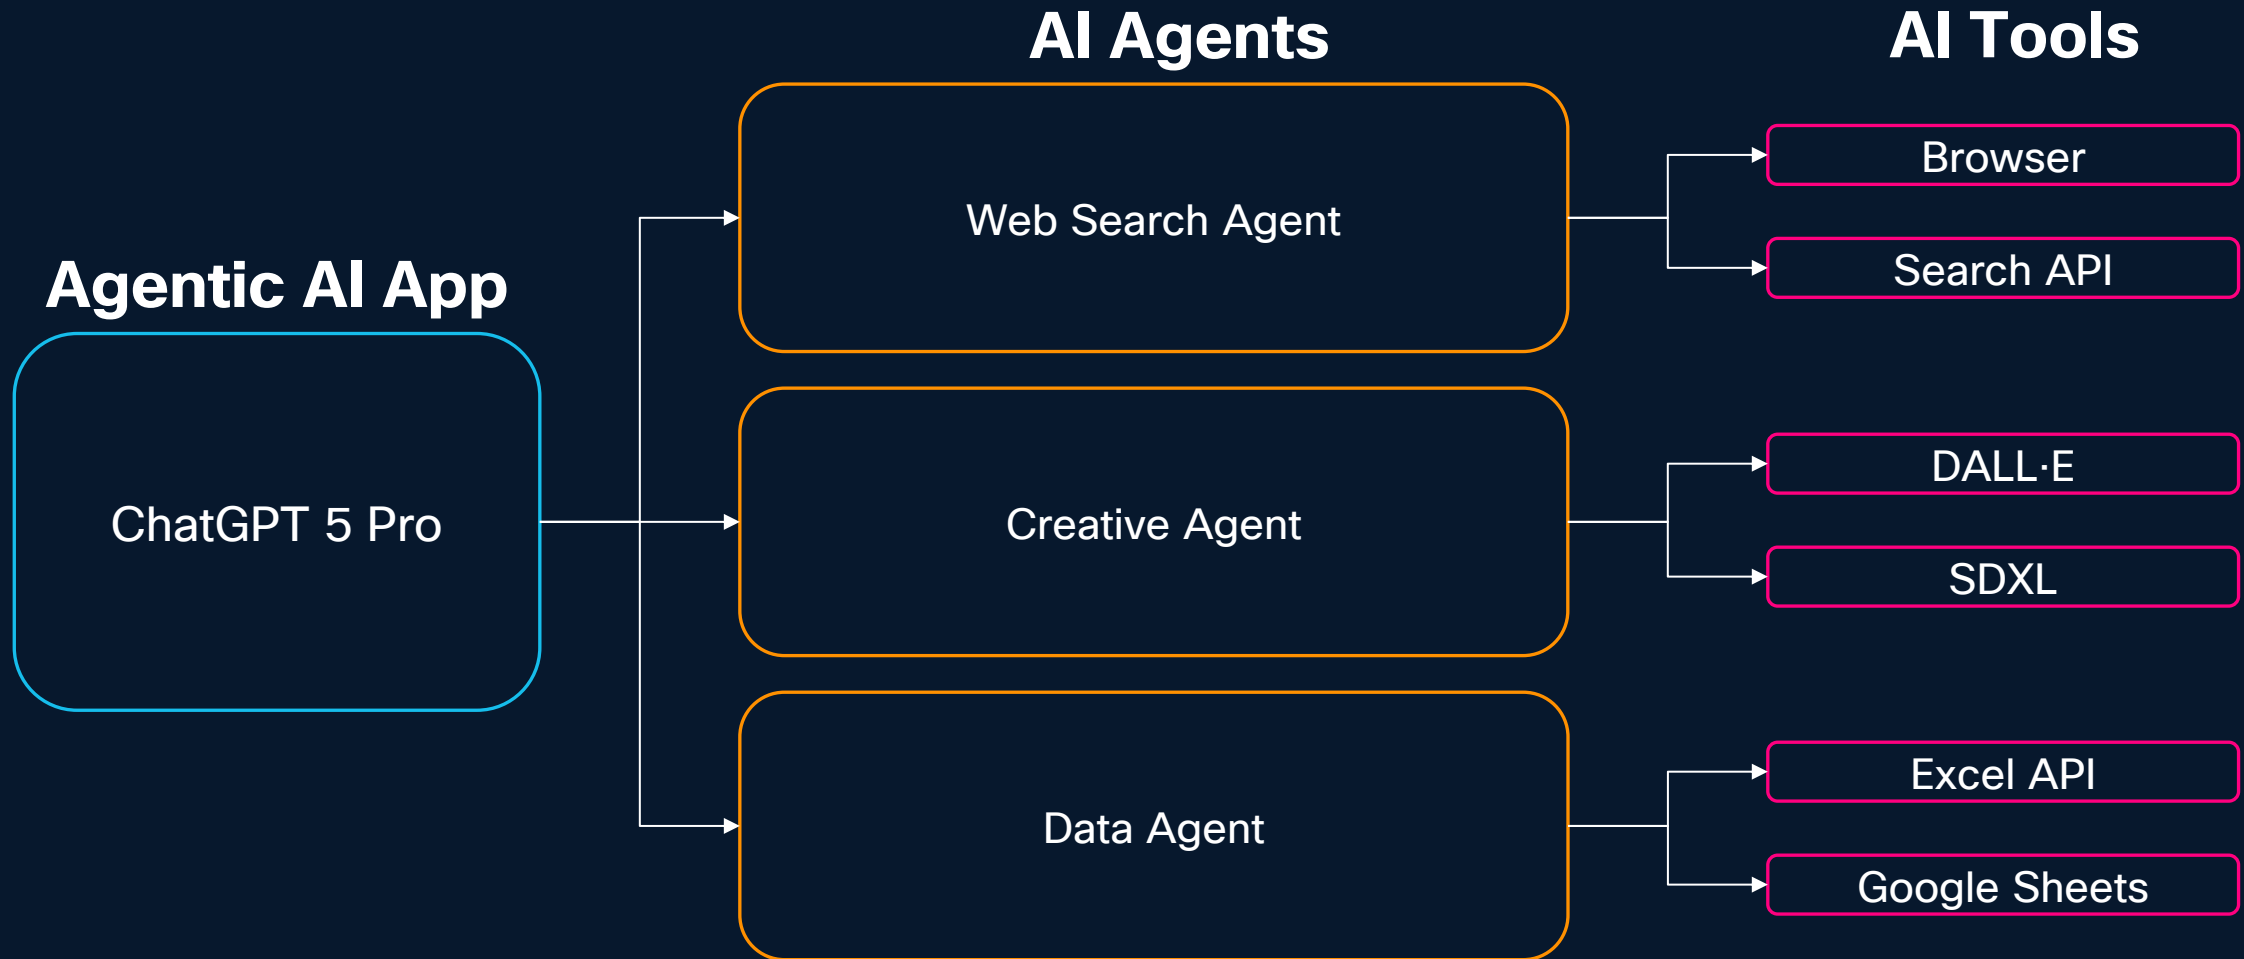 AI Agents
AI Tools
Agentic AI App
ChatGPT 5 Pro
Web Search Agent
Browser
Search API
Creative Agent
DALL·E
SDXL
Data Agent
Excel API
Google Sheets